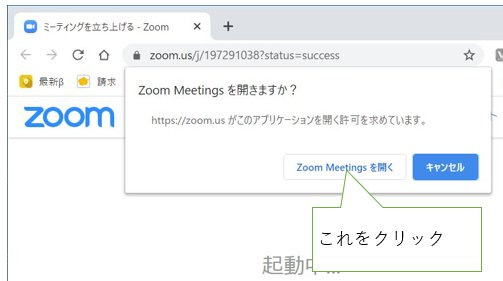 ミーティングを立ち上げる - Zoom
zoom.us/j/197291038?status=success
最新β
請求
zoom
Zoom Meetings を開きますか？
https://zoom.us がこのアプリケーションを開く許可を求めています。
Zoom Meetings を開く
キャンセル
これをクリック
起動中...